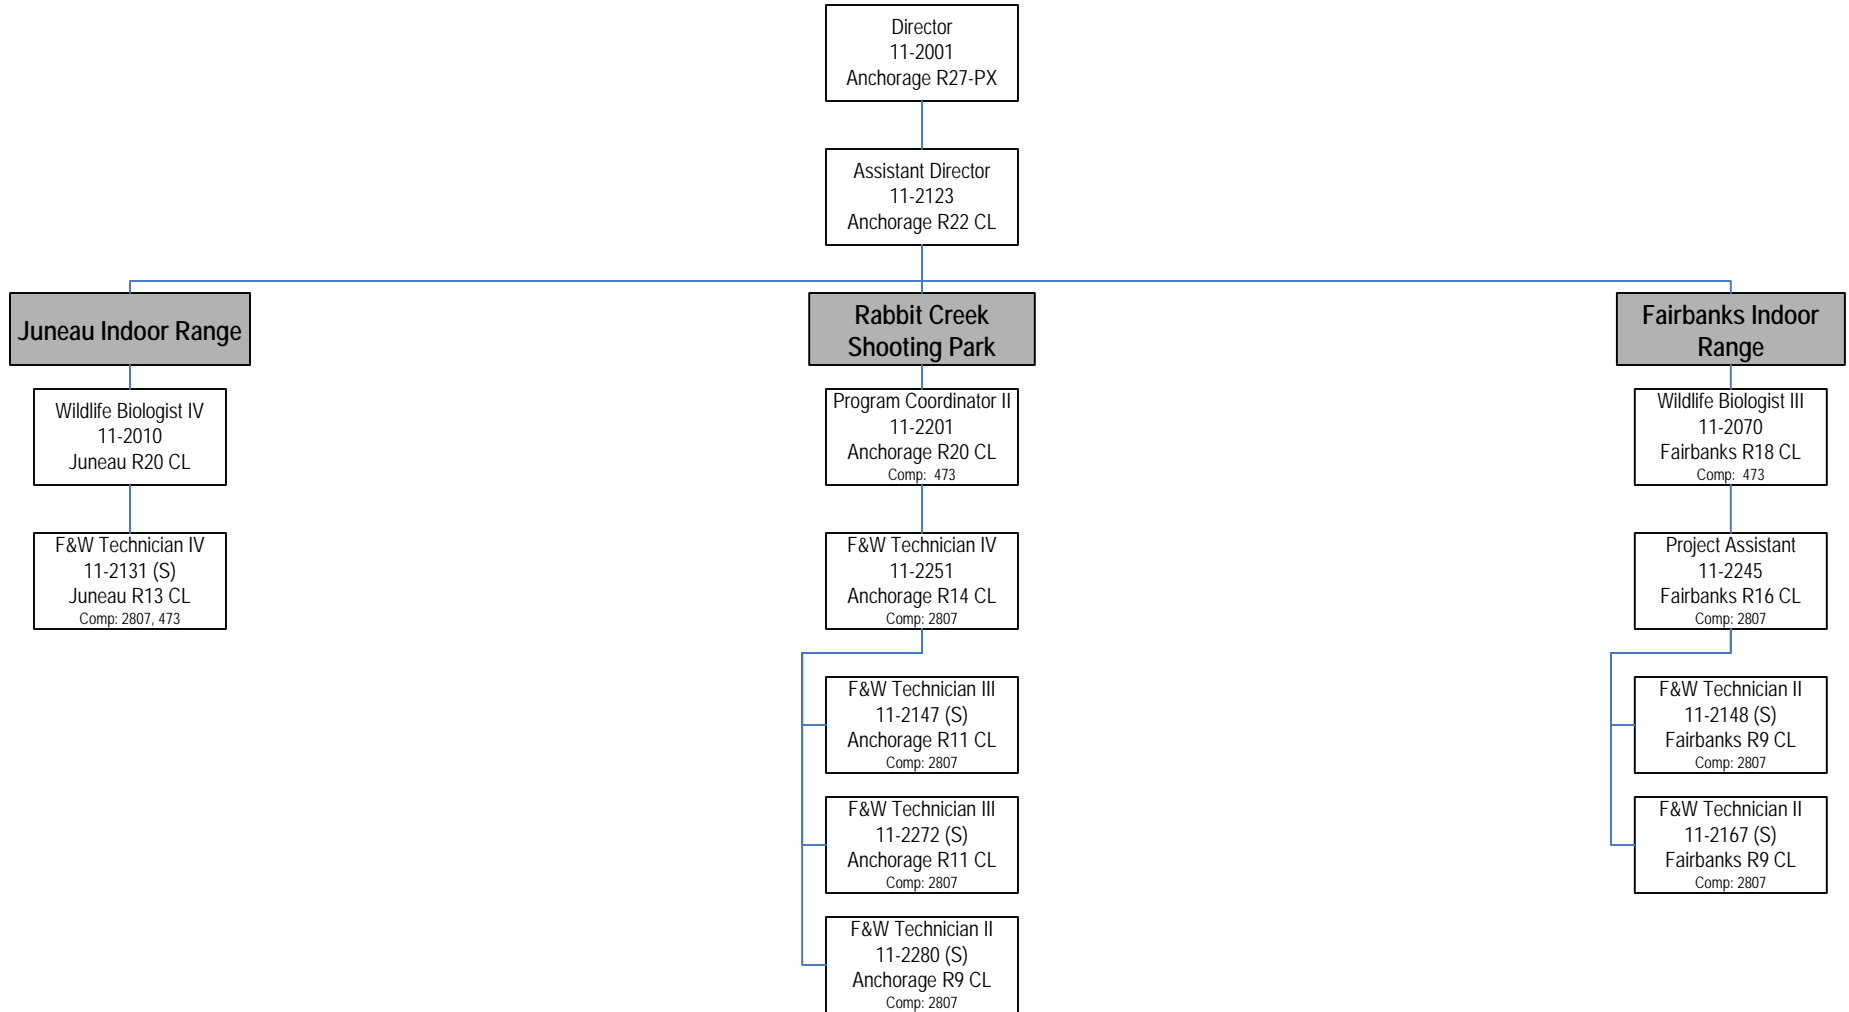 Director
11-2001
Anchorage R27-PX
Assistant Director
11-2123
Anchorage R22 CL
Juneau Indoor Range
Wildlife Biologist IV
11-2010
Juneau R20 CL
F&W Technician IV
11-2131 (S)
Juneau R13 CL
Comp: 2807, 473
Rabbit Creek
Shooting Park
Program Coordinator II
11-2201
Anchorage R20 CL
Comp:  473
F&W Technician IV
11-2251
Anchorage R14 CL
Comp: 2807
F&W Technician III
11-2147 (S)
Anchorage R11 CL
Comp: 2807
F&W Technician III
11-2272 (S)
Anchorage R11 CL
Comp: 2807
F&W Technician II
11-2280 (S)
Anchorage R9 CL
Comp: 2807
Fairbanks Indoor
Range
Wildlife Biologist III
11-2070
Fairbanks R18 CL
Comp:  473
Project Assistant
11-2245
Fairbanks R16 CL
Comp: 2807
F&W Technician II
11-2148 (S)
Fairbanks R9 CL
Comp: 2807
F&W Technician II
11-2167 (S)
Fairbanks R9 CL
Comp: 2807